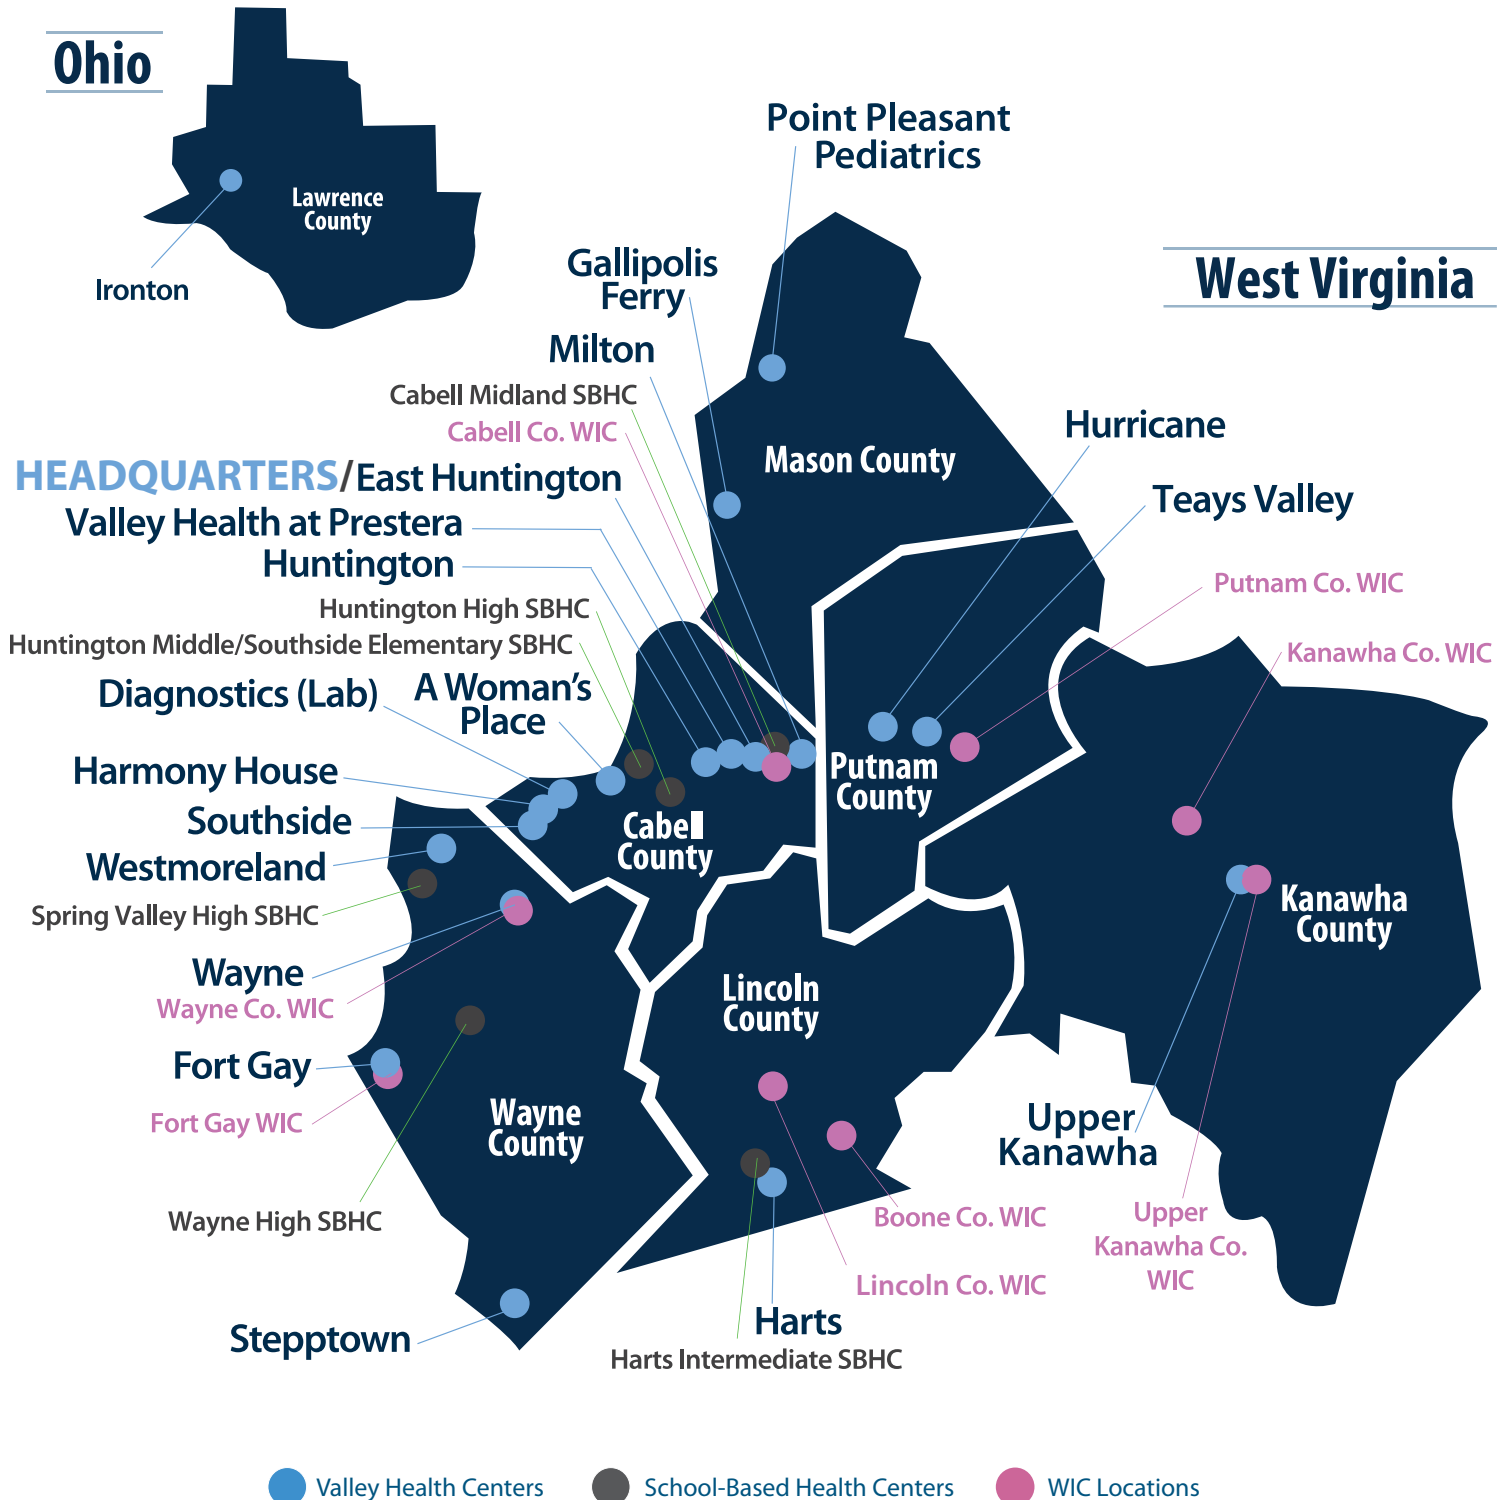 Ohio
Lawrence
County
Ironton
Point Pleasant
Pediatrics
West Virginia
Gallipolis
Ferry
Milton
Cabell Midland SBHC
Cabell Co. WIC
HEADQUARTERS/East Huntington
Valley Health at Prestera
Huntington
Huntington High SBHC
Huntington Middle/Southside Elementary SBHC
Diagnostics (Lab)
A Woman's
Place
Harmony House
Southside
Westmoreland
Spring Valley High SBHC
Wayne
Wayne Co. WIC
Fort Gay
Fort Gay WIC
Wayne High SBHC
Stepptown
Mason County
Hurricane
Teays Valley
Putnam Co. WIC
Kanawha Co. WIC
Putnam
County
Cabell
County
Kanawha
County
Lincoln
County
Wayne
County
Upper
Kanawha
Upper
Kanawha Co.
WIC
Boone Co. WIC
Lincoln Co. WIC
Harts
Harts Intermediate SBHC
Valley Health Centers
School-Based Health Centers
WIC Locations